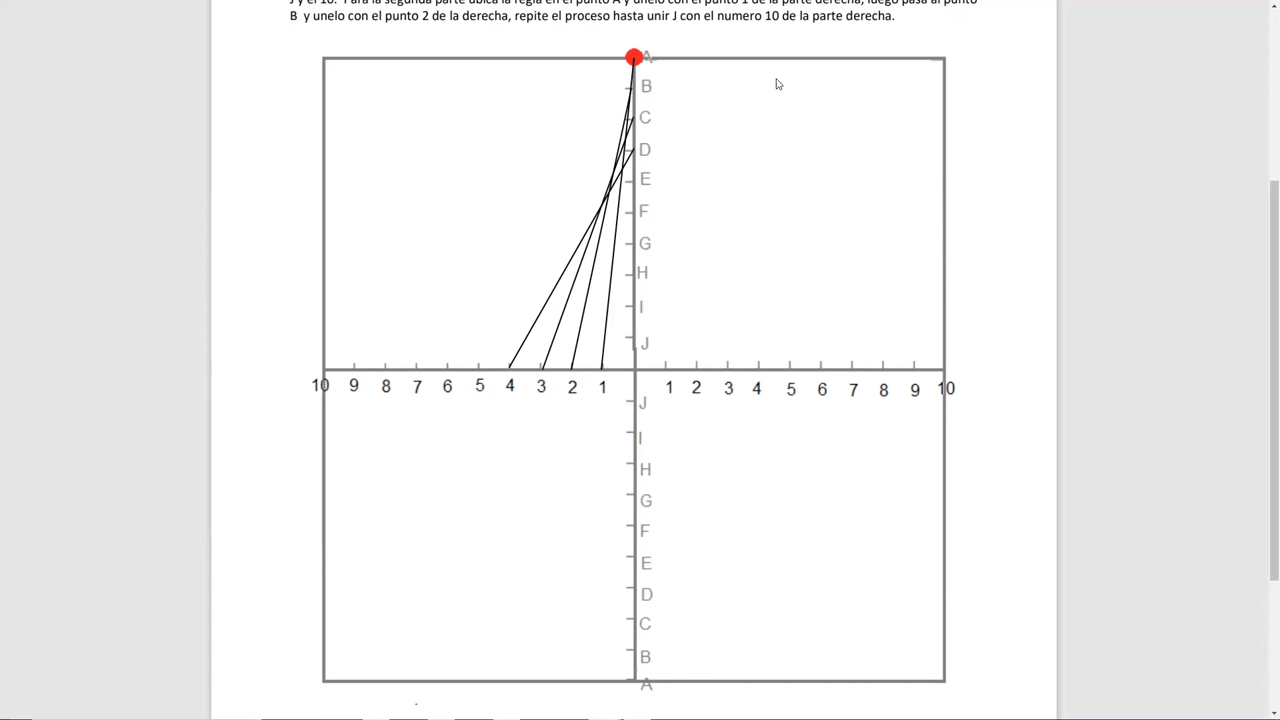 J y el 10. Para la segunda parte ubica la regla en el punto A y unelo con el punto 1 de la parte derecha, luego pasa al punto
B y unelo con el punto 2 de la derecha, repite el proceso hasta unir J con el numero 10 de la parte derecha.
A
B
C
D
E
F
G
H
I
J
10 9 8 7 6 5 4 3 2 1 1 2 3 4 5 6 7 8 9 10
J
I
H
G
F
E
D
C
B
A